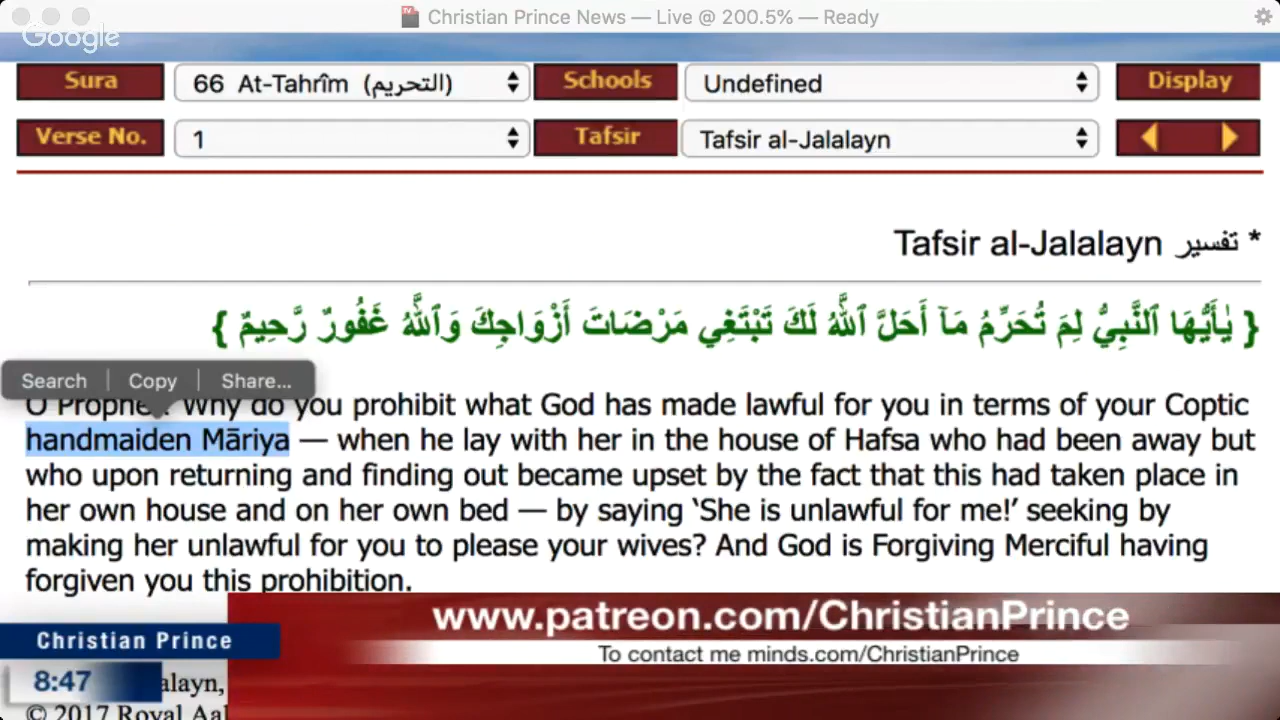 Christian Prince News — Live @ 200.5% — Ready
Google
Sura
66 At-Tahrîm (التحريم)
Schools
Undefined
Display
Verse No.
1
Tafsir
Tafsir al-Jalalayn
* تفسير Tafsir al-Jalalayn
{ يٰأَيُّهَا ٱلنَّبِيُّ لِمَ تُحَرِّمُ مَآ أَحَلَّ ٱللَّهُ لَكَ تَبْتَغِي مَرْضَاتَ أَزْوَاجِكَ وَٱللَّهُ غَفُورٌ رَّحِيمٌ }
Search Copy Share...
O Prophet! Why do you prohibit what God has made lawful for you in terms of your Coptic
handmaiden Māriya — when he lay with her in the house of Hafsa who had been away but
who upon returning and finding out became upset by the fact that this had taken place in
her own house and on her own bed — by saying ‘She is unlawful for me!’ seeking by
making her unlawful for you to please your wives? And God is Forgiving Merciful having
forgiven you this prohibition.
www.patreon.com/ChristianPrince
Christian Prince
To contact me minds.com/ChristianPrince
8:47
alayn,
© 2017 Royal Aal